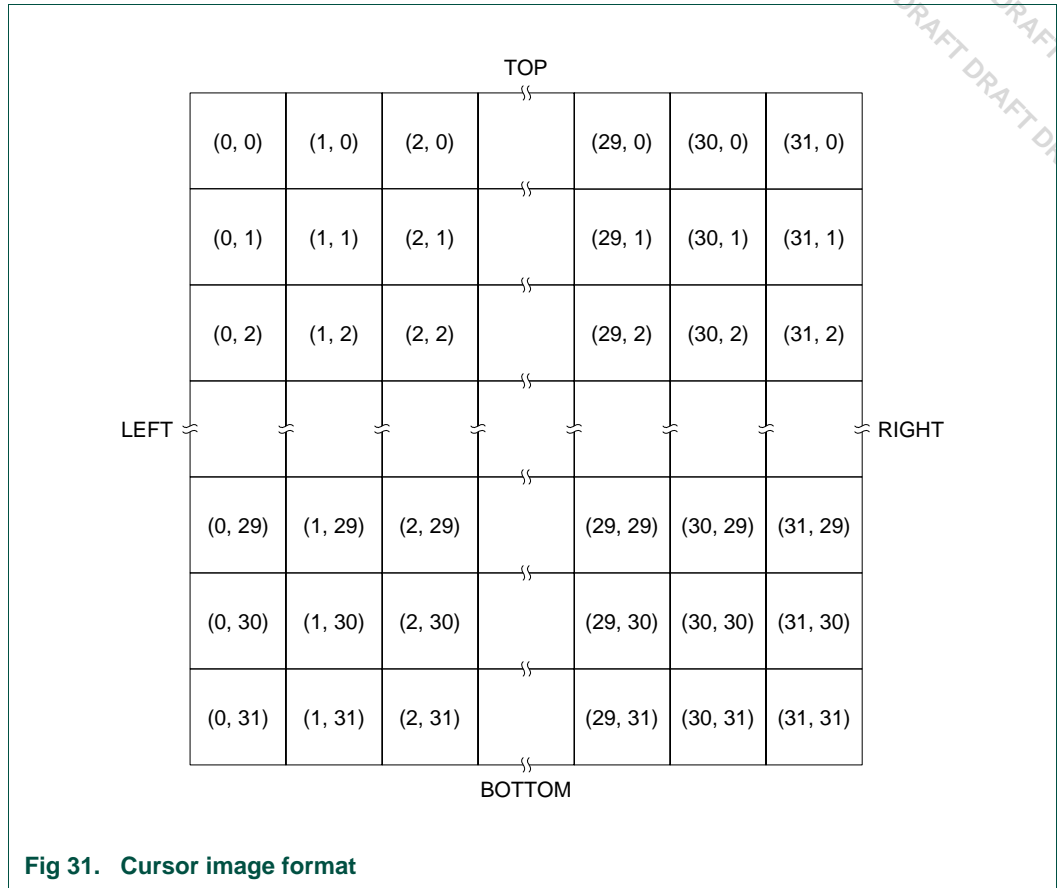 DRAFT
DRAFT DRAFT D
TOP
(0, 0) (1, 0) (2, 0) (29, 0) (30, 0) (31, 0)
(0, 1) (1, 1) (2, 1) (29, 1) (30, 1) (31, 1)
(0, 2) (1, 2) (2, 2) (29, 2) (30, 2) (31, 2)
LEFT RIGHT
(0, 29) (1, 29) (2, 29) (29, 29) (30, 29) (31, 29)
(0, 30) (1, 30) (2, 30) (29, 30) (30, 30) (31, 30)
(0, 31) (1, 31) (2, 31) (29, 31) (30, 31) (31, 31)
BOTTOM
Fig 31. Cursor image format